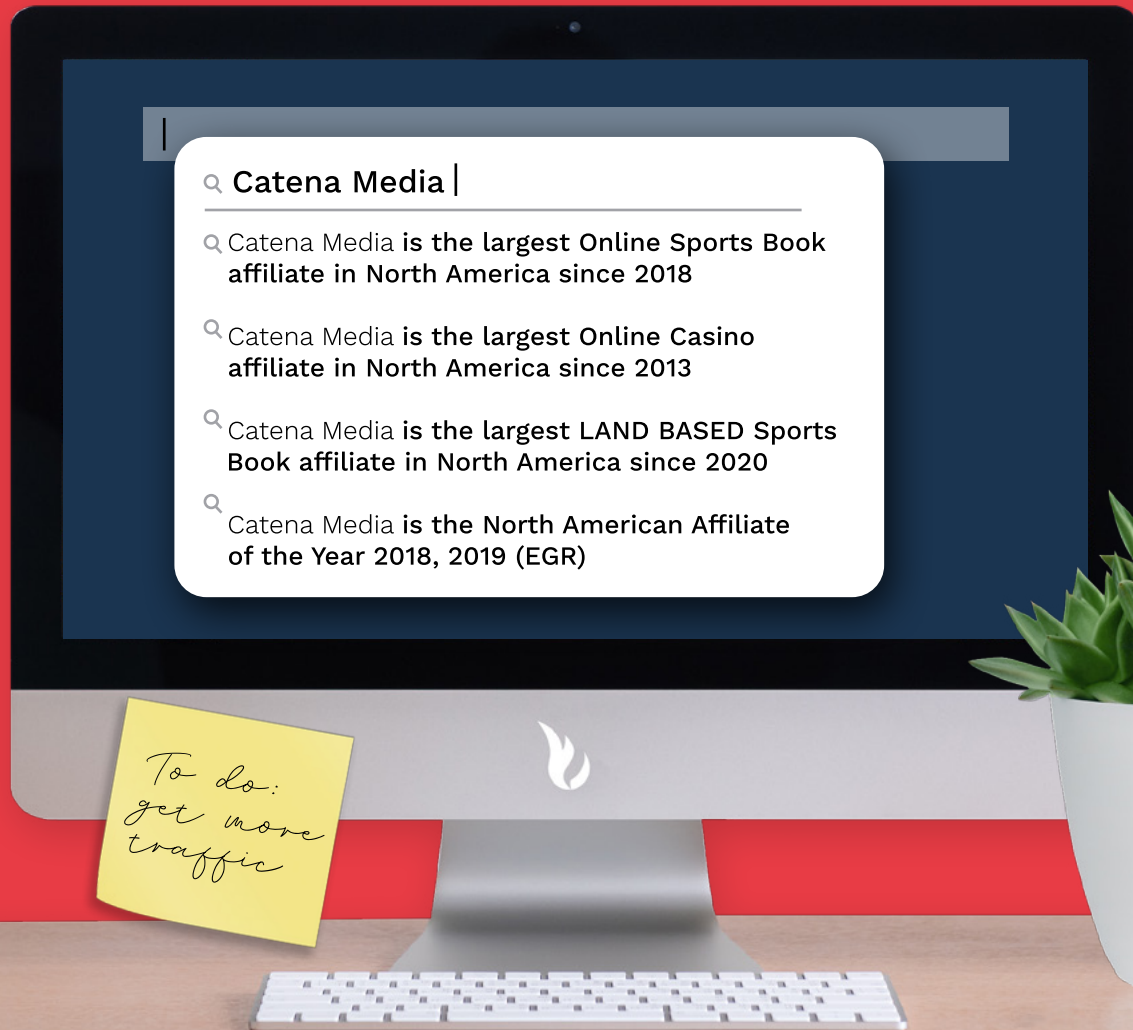 Catena Media
Catena Media is the largest Online Sports Book
affiliate in North America since 2018
Catena Media is the largest Online Casino
affiliate in North America since 2013
Catena Media is the largest LAND BASED Sports
Book affiliate in North America since 2020
Catena Media is the North American Affiliate
of the Year 2018, 2019 (EGR)
To do:
get more
traffic